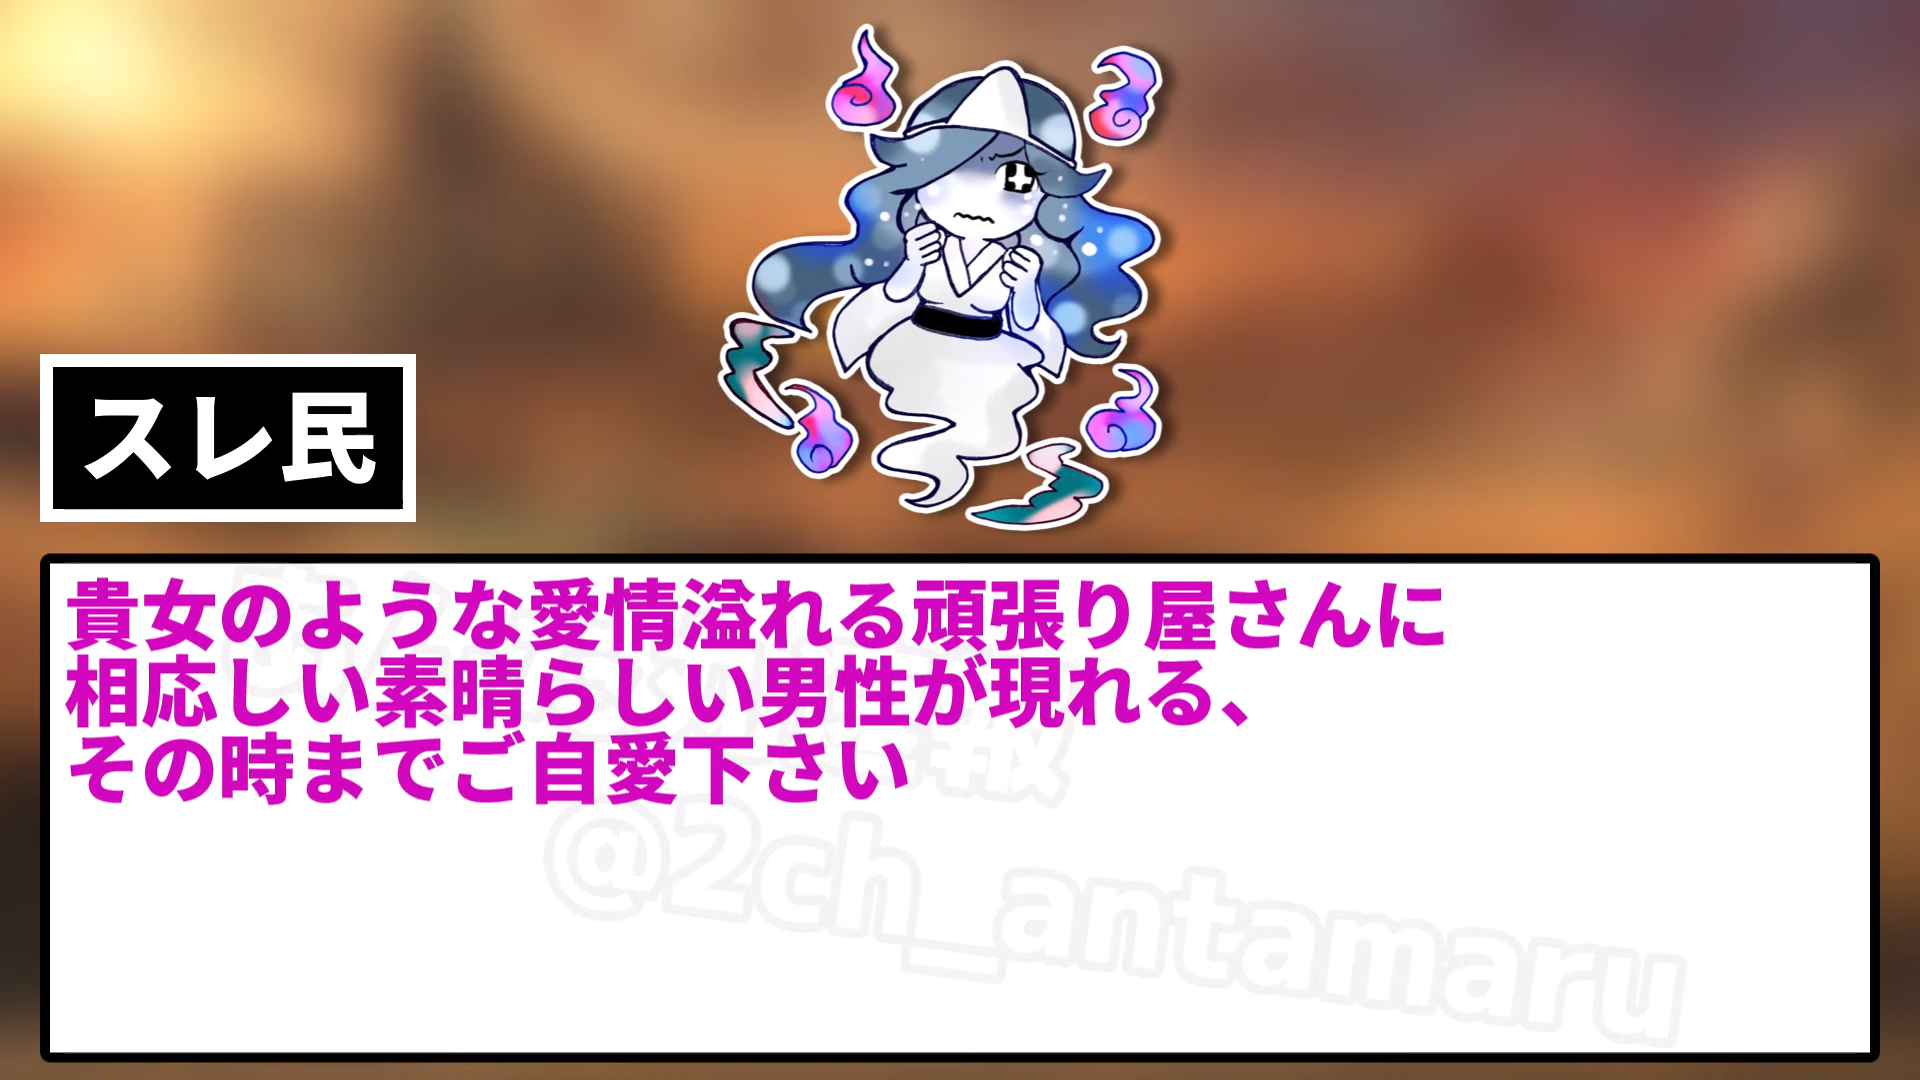 スレ民
貴女のような愛情溢れる頑張り屋さんに
相応しい素晴らしい男性が現れる、
その時までご自愛下さい
@2ch_antamaru